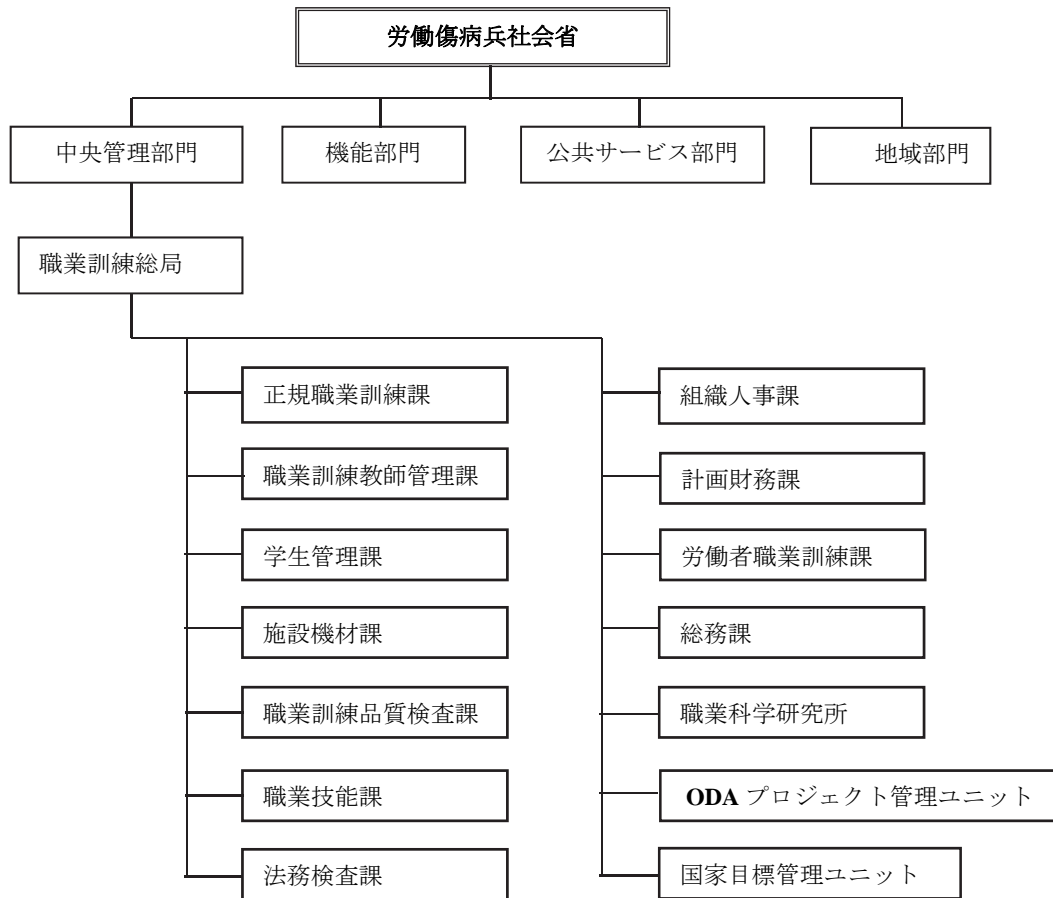 労働傷病兵社会省
中央管理部門
機能部門
公共サービス部門
地域部門
職業訓練総局
正規職業訓練課
職業訓練教師管理課
学生管理課
施設機材課
職業訓練品質検査課
職業技能課
法務検査課
組織人事課
計画財務課
労働者職業訓練課
総務課
職業科学研究所
ODA プロジェクト管理ユニット
国家目標管理ユニット